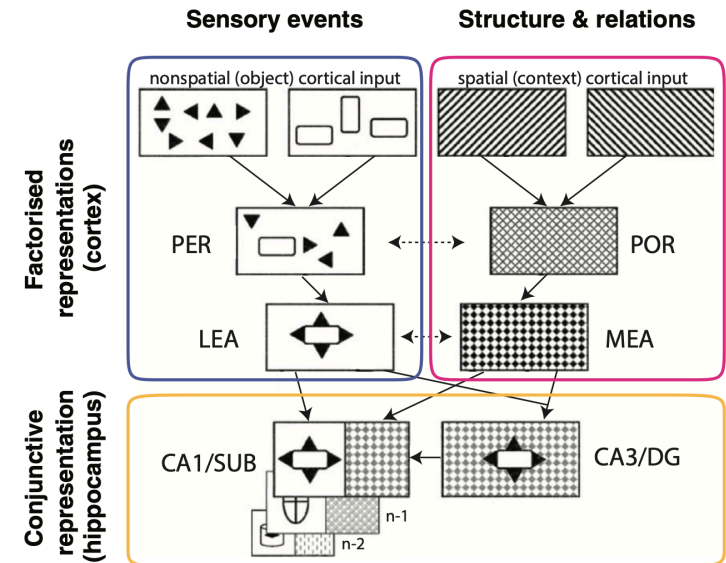 Sensory events
Structure & relations
nonspatial (object) cortical input
spatial (context) cortical input
Factorised
representations
(cortex)
PER
POR
LEA
MEA
Conjunctive
representation
(hippocampus)
CA1/SUB
CA3/DG
n-1
n-2